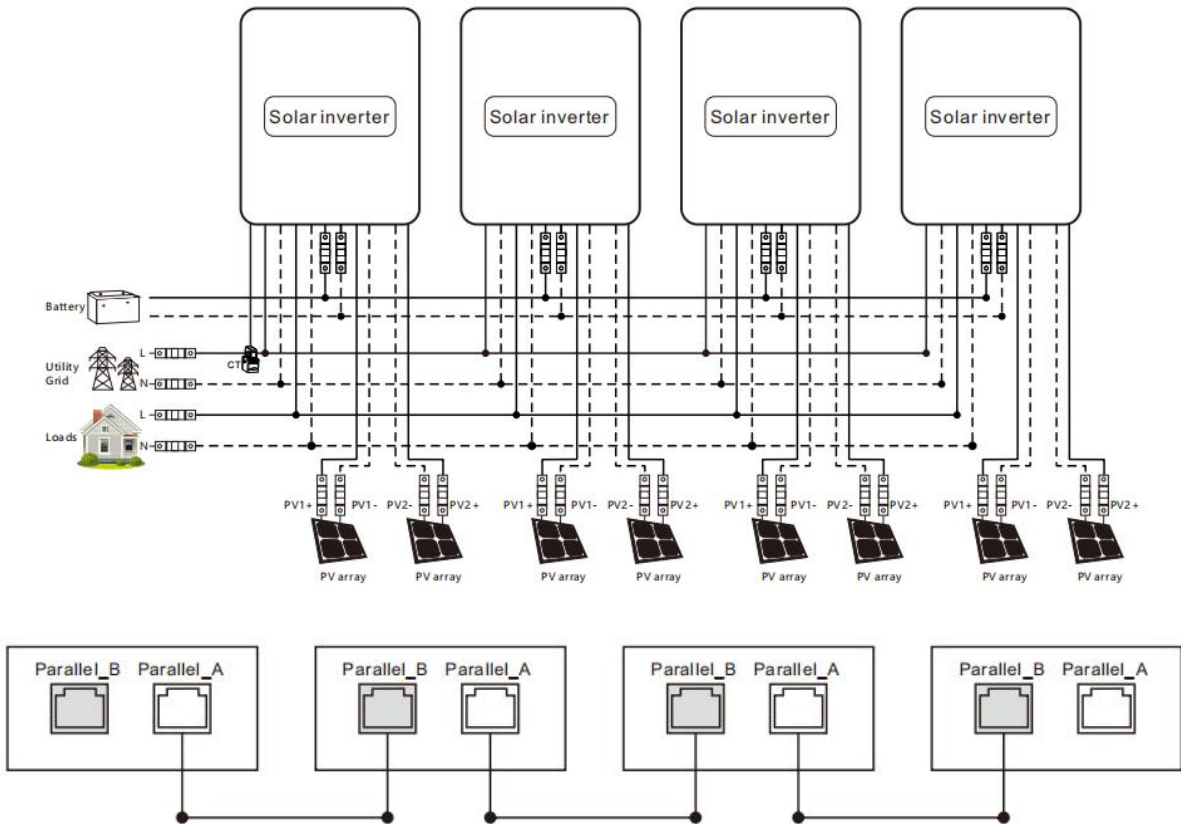 Solar inverter Solar inverter Solar inverter Solar inverter
Battery
L
CT
Utility
Grid
N
L
Loads
N
PV1+ PV1- PV2- PV2+ PV1+ PV1- PV2- PV2+ PV1+ PV1- PV2- PV2+ PV1+ PV1- PV2- PV2+
PV array PV array PV array PV array PV array PV array PV array PV array
Parallel_B Parallel_A Parallel_B Parallel_A Parallel_B Parallel_A Parallel_B Parallel_A